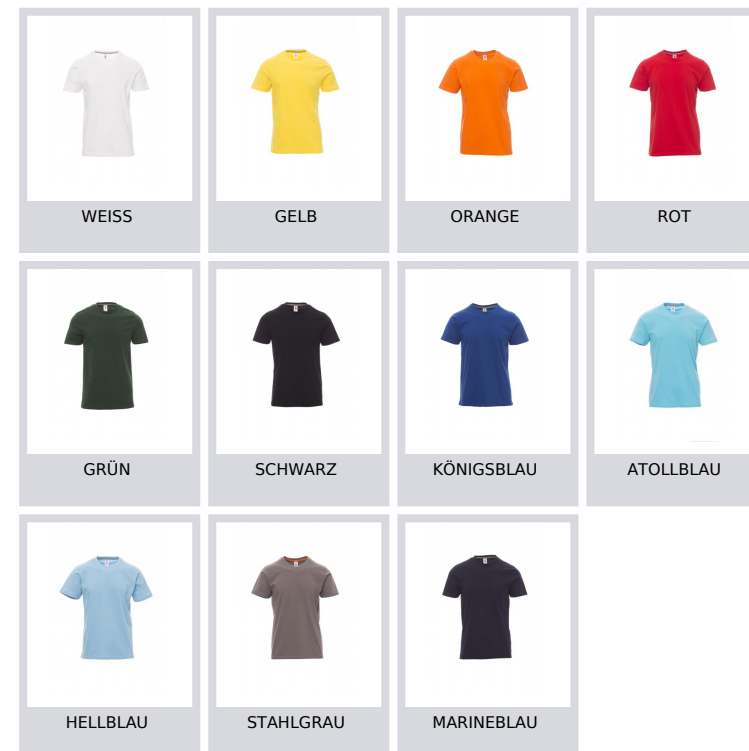 WEISS
GELB
ORANGE
ROT
GRÜN
SCHWARZ
KÖNIGSBLAU
ATOLLBLAU
HELLBLAU
STAHLGRAU
MARINEBLAU